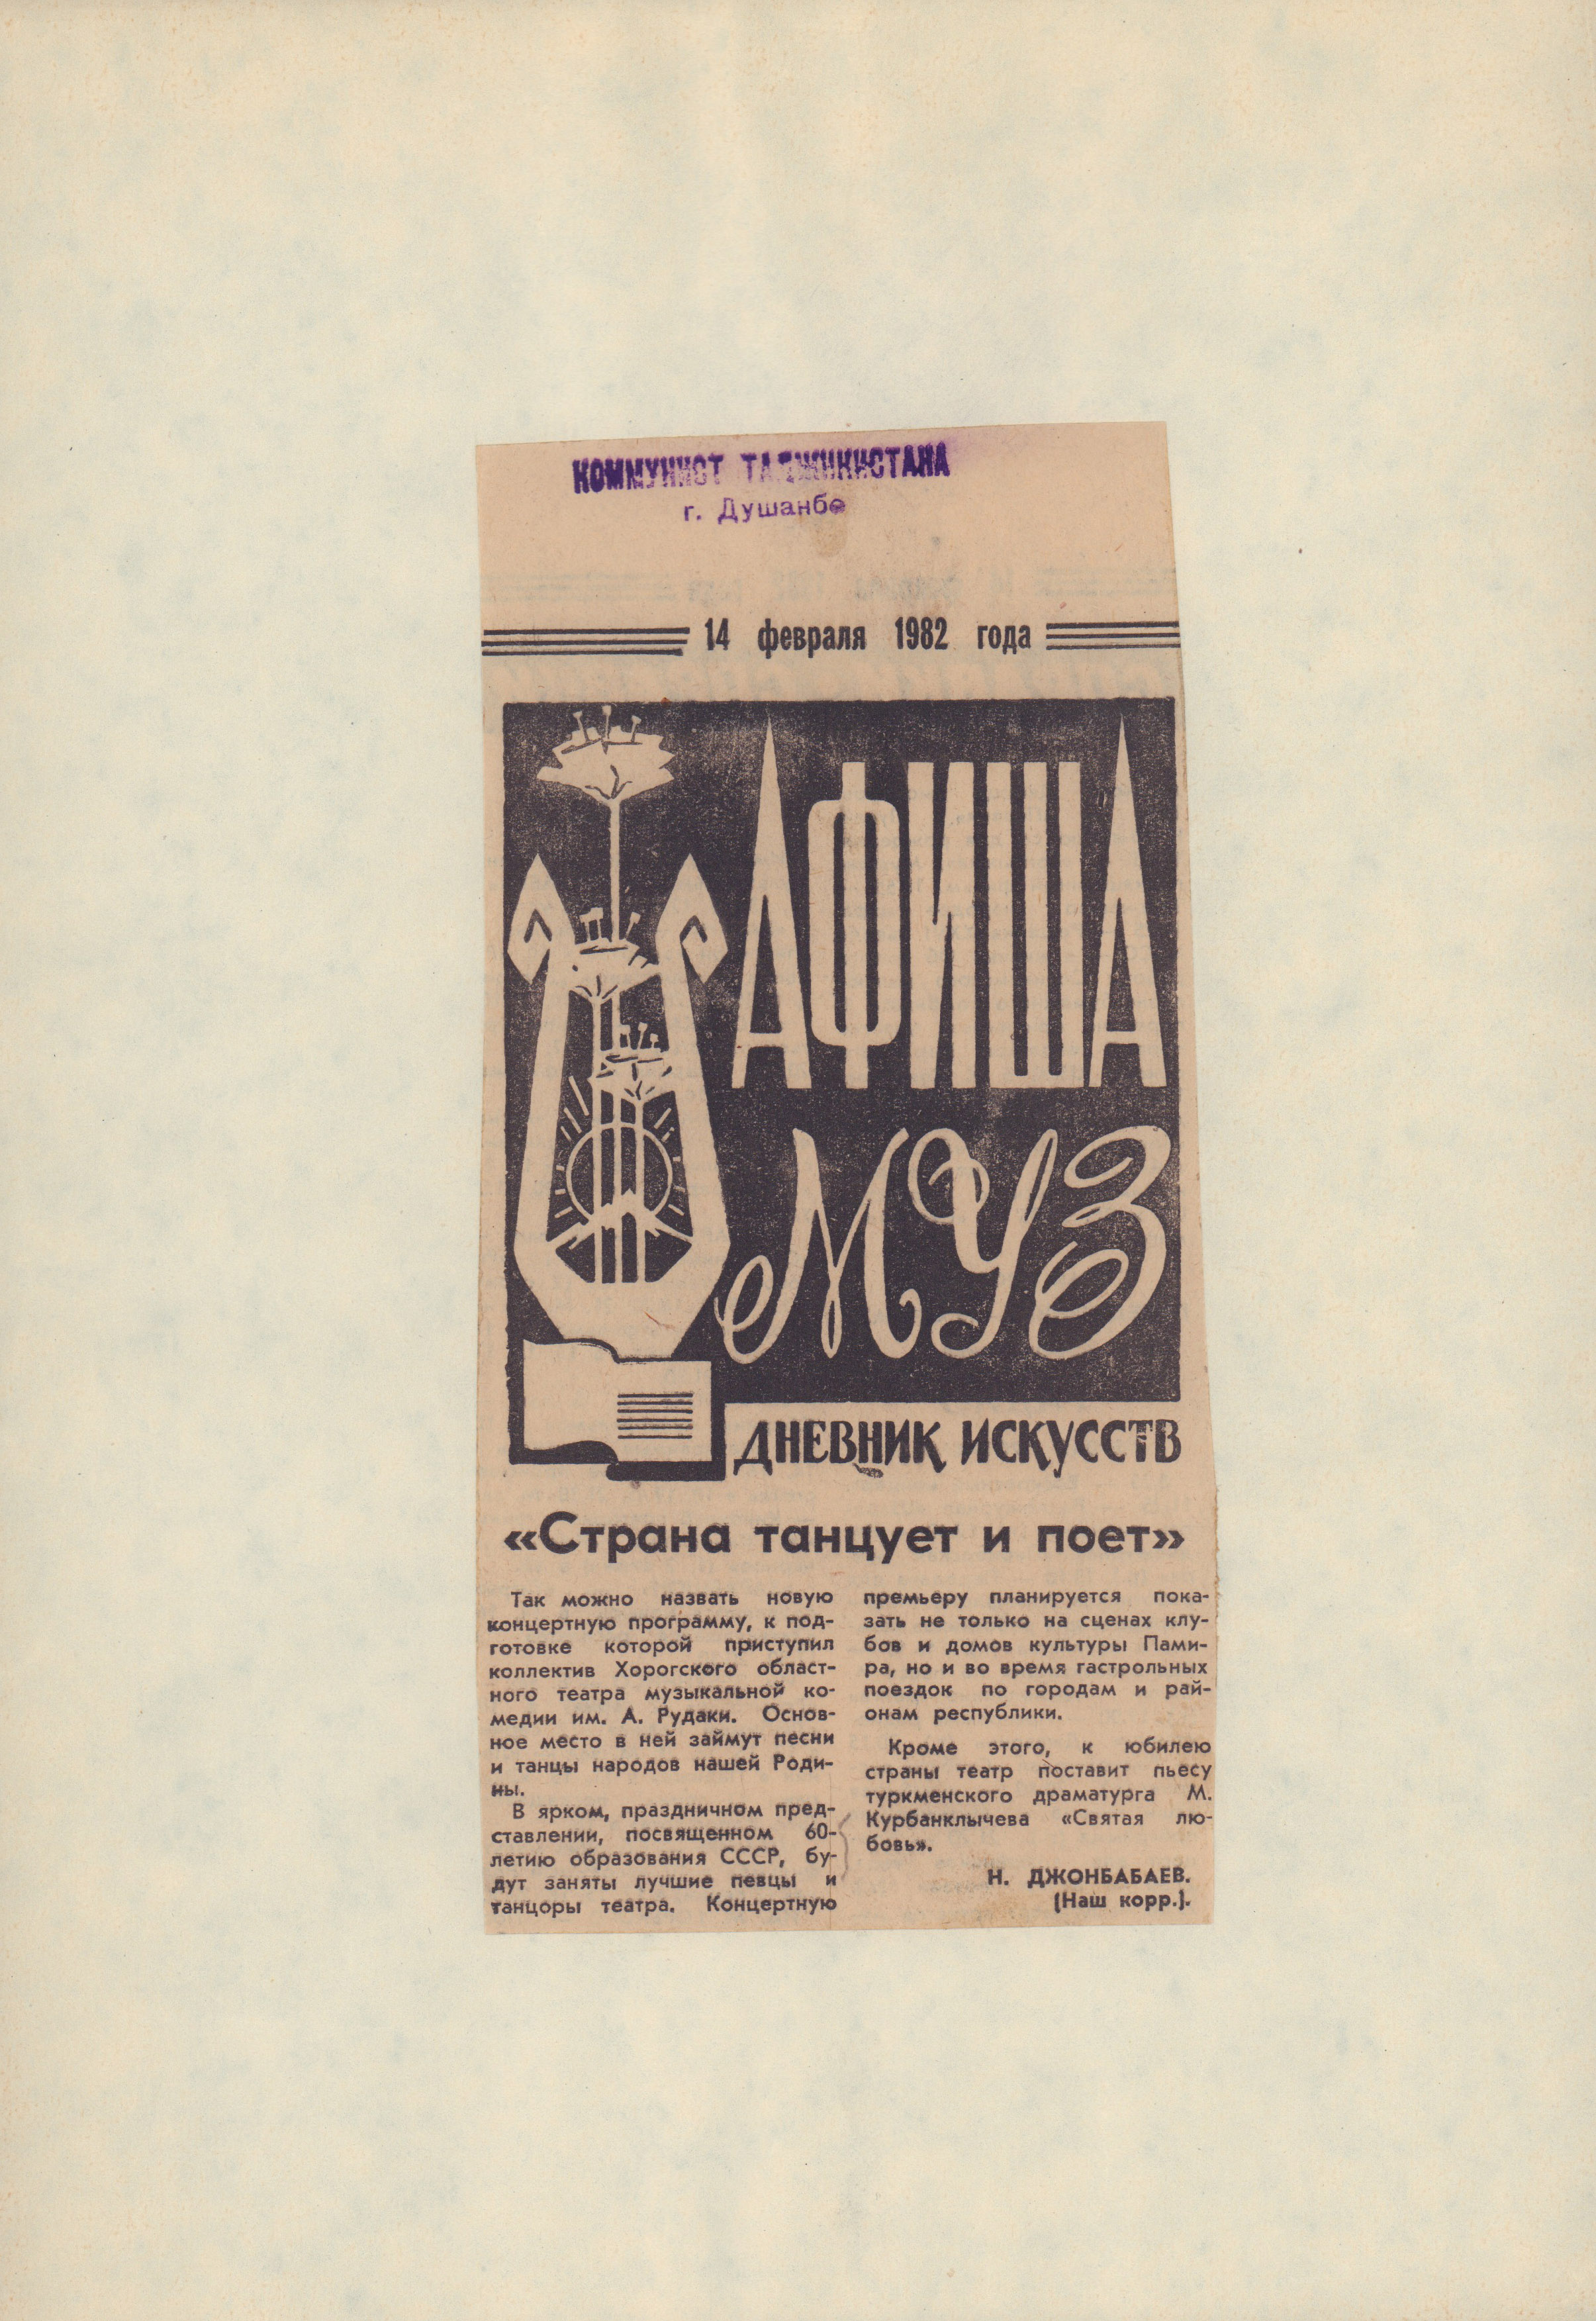 КОММУНИСТ ТАДЖИКИСТАНА
г. Душанбе
14 февраля 1982 года
АФИША
МУЗ
ДНЕВНИК ИСКУССТВ
«Страна танцует и поет»
Так можно назвать новую
концертную программу, к под-
готовке которой приступил
коллектив Хорогского област-
ного театра музыкальной ко-
медии им. А. Рудаки. Основ-
ное место в ней займут песни
и танцы народов нашей Роди-
ны.
В ярком, праздничном пред-
ставлении, посвященном 60-
летию образования СССР, бу-
дут заняты лучшие певцы и
танцоры театра. Концертную
премьеру планируется пока-
зать не только на сценах клу-
бов и домов культуры Пами-
ра, но и во время гастрольных
поездок по городам и рай-
онам республики.
Кроме этого, к юбилею
страны театр поставит пьесу
туркменского драматурга М.
Курбанклычева «Святая лю-
бовь».
Н. ДЖОНБАБАЕВ.
(Наш корр.).